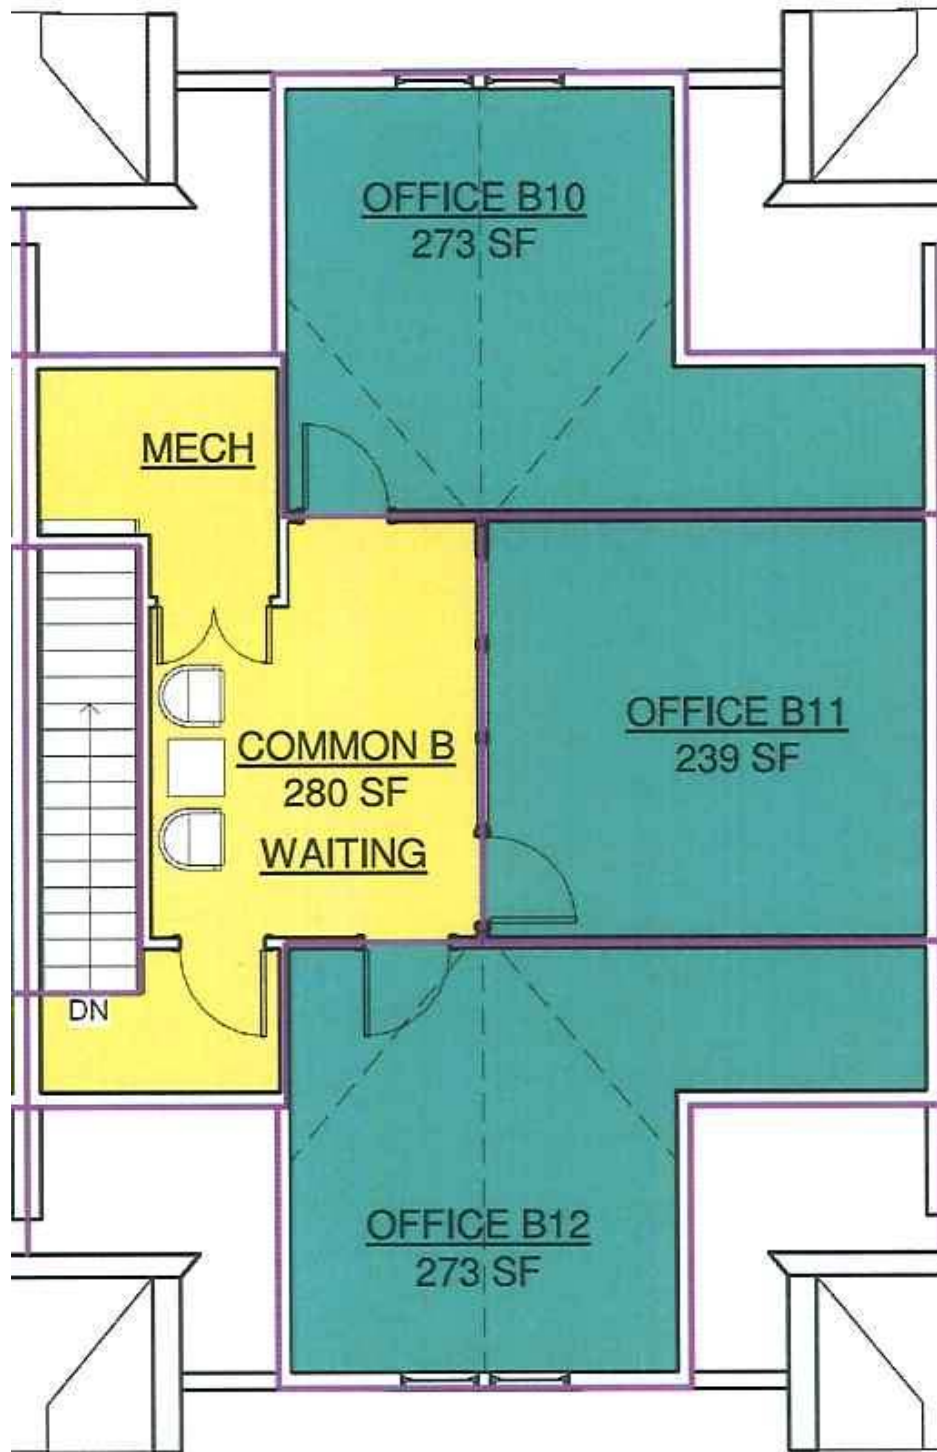 OFFICE B10
273 SF
MECH
OFFICE B11
239 SF
COMMON B
280 SF
WAITING
DN
OFFICE B12
273 SF